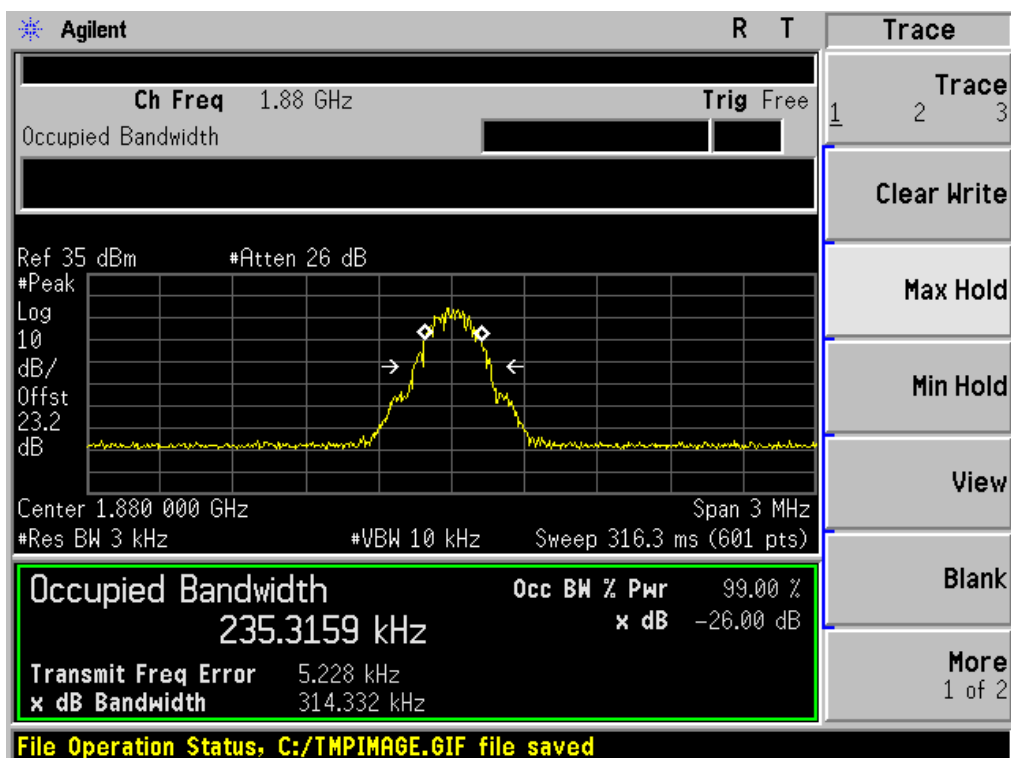 Agilent R T Trace
Ch Freq 1.88 GHz Trig Free
Occupied Bandwidth
Trace
1 2 3
Clear Write
Max Hold
Min Hold
View
Blank
More
1 of 2
Ref 35 dBm #Atten 26 dB
#Peak
Log
10
dB/
Offst
23.2
dB
Center 1.880 000 GHz Span 3 MHz
#Res BW 3 kHz #VBW 10 kHz Sweep 316.3 ms (601 pts)
Occupied Bandwidth Occ BW % Pwr 99.00 %
235.3159 kHz x dB -26.00 dB
Transmit Freq Error 5.228 kHz
x dB Bandwidth 314.332 kHz
File Operation Status, C:/TMPIMAGE.GIF file saved